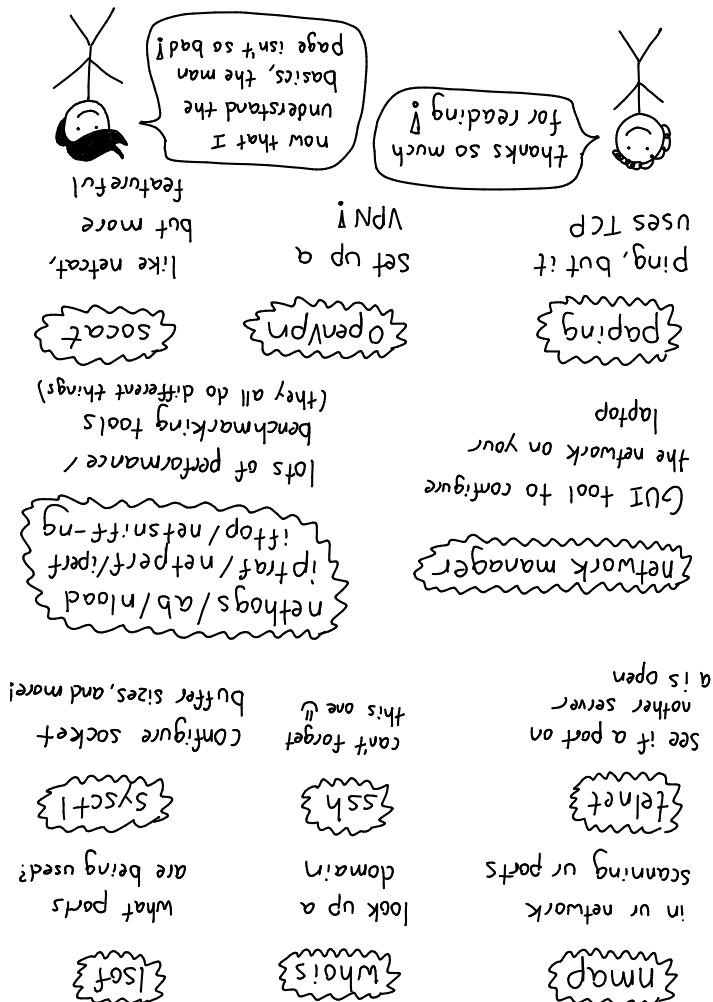 nmap
in ur network
scanning ur ports
whois
look up a
domain
lsof
what ports
are being used?
telnet
see if a port on
nother server
a is open
ssh
can't forget
this one
sysctl
configure socket
buffer sizes, and more!
network manager
GUI tool to configure
the network on your
laptop
nethogs/ab/nload
iptraf/netperf/iperf
iftop/netsniff-ng
lots of performance/
benchmarking tools
(they all do different things)
paping
ping, but it
uses TCP
OpenVpn
set up a
VPN!
socat
like netcat,
but more
featureful
thanks so much
for reading!
now that I
understand the
basics, the man
page isn't so bad!